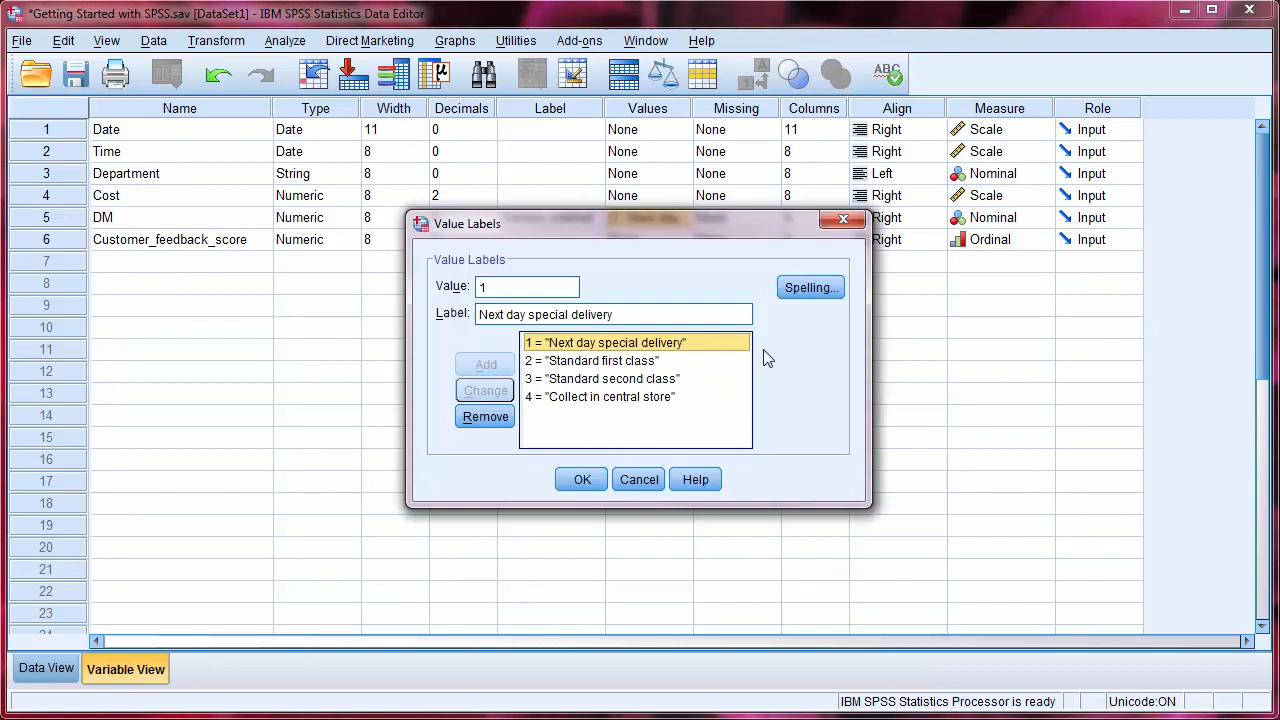 *Getting Started with SPSS.sav [DataSet1] - IBM SPSS Statistics Data Editor
File Edit View Data Transform Analyze Direct Marketing Graphs Utilities Add-ons Window Help
Name Type Width Decimals Label Values Missing Columns Align Measure Role
1 Date Date 11 0 None None 11 Right Scale Input
2 Time Date 8 0 None None 8 Right Scale Input
3 Department String 8 0 None None 8 Left Nominal Input
4 Cost Numeric 2 None None 8 Right Scale Input
5 DM Numeric 8 Right Nominal Input
6 Customer_feedback_score Numeric 8 Right Ordinal Input
7
8
9
10
11
12
13
14
15
16
17
18
19
20
21
22
23
24
Value Labels
Value Labels
Value: 1 Spelling...
Label: Next day special delivery
1 = "Next day special delivery"
2 = "Standard first class"
3 = "Standard second class"
4 = "Collect in central store"
Add
Change
Remove
OK Cancel Help
Data View Variable View
IBM SPSS Statistics Processor is ready Unicode:ON